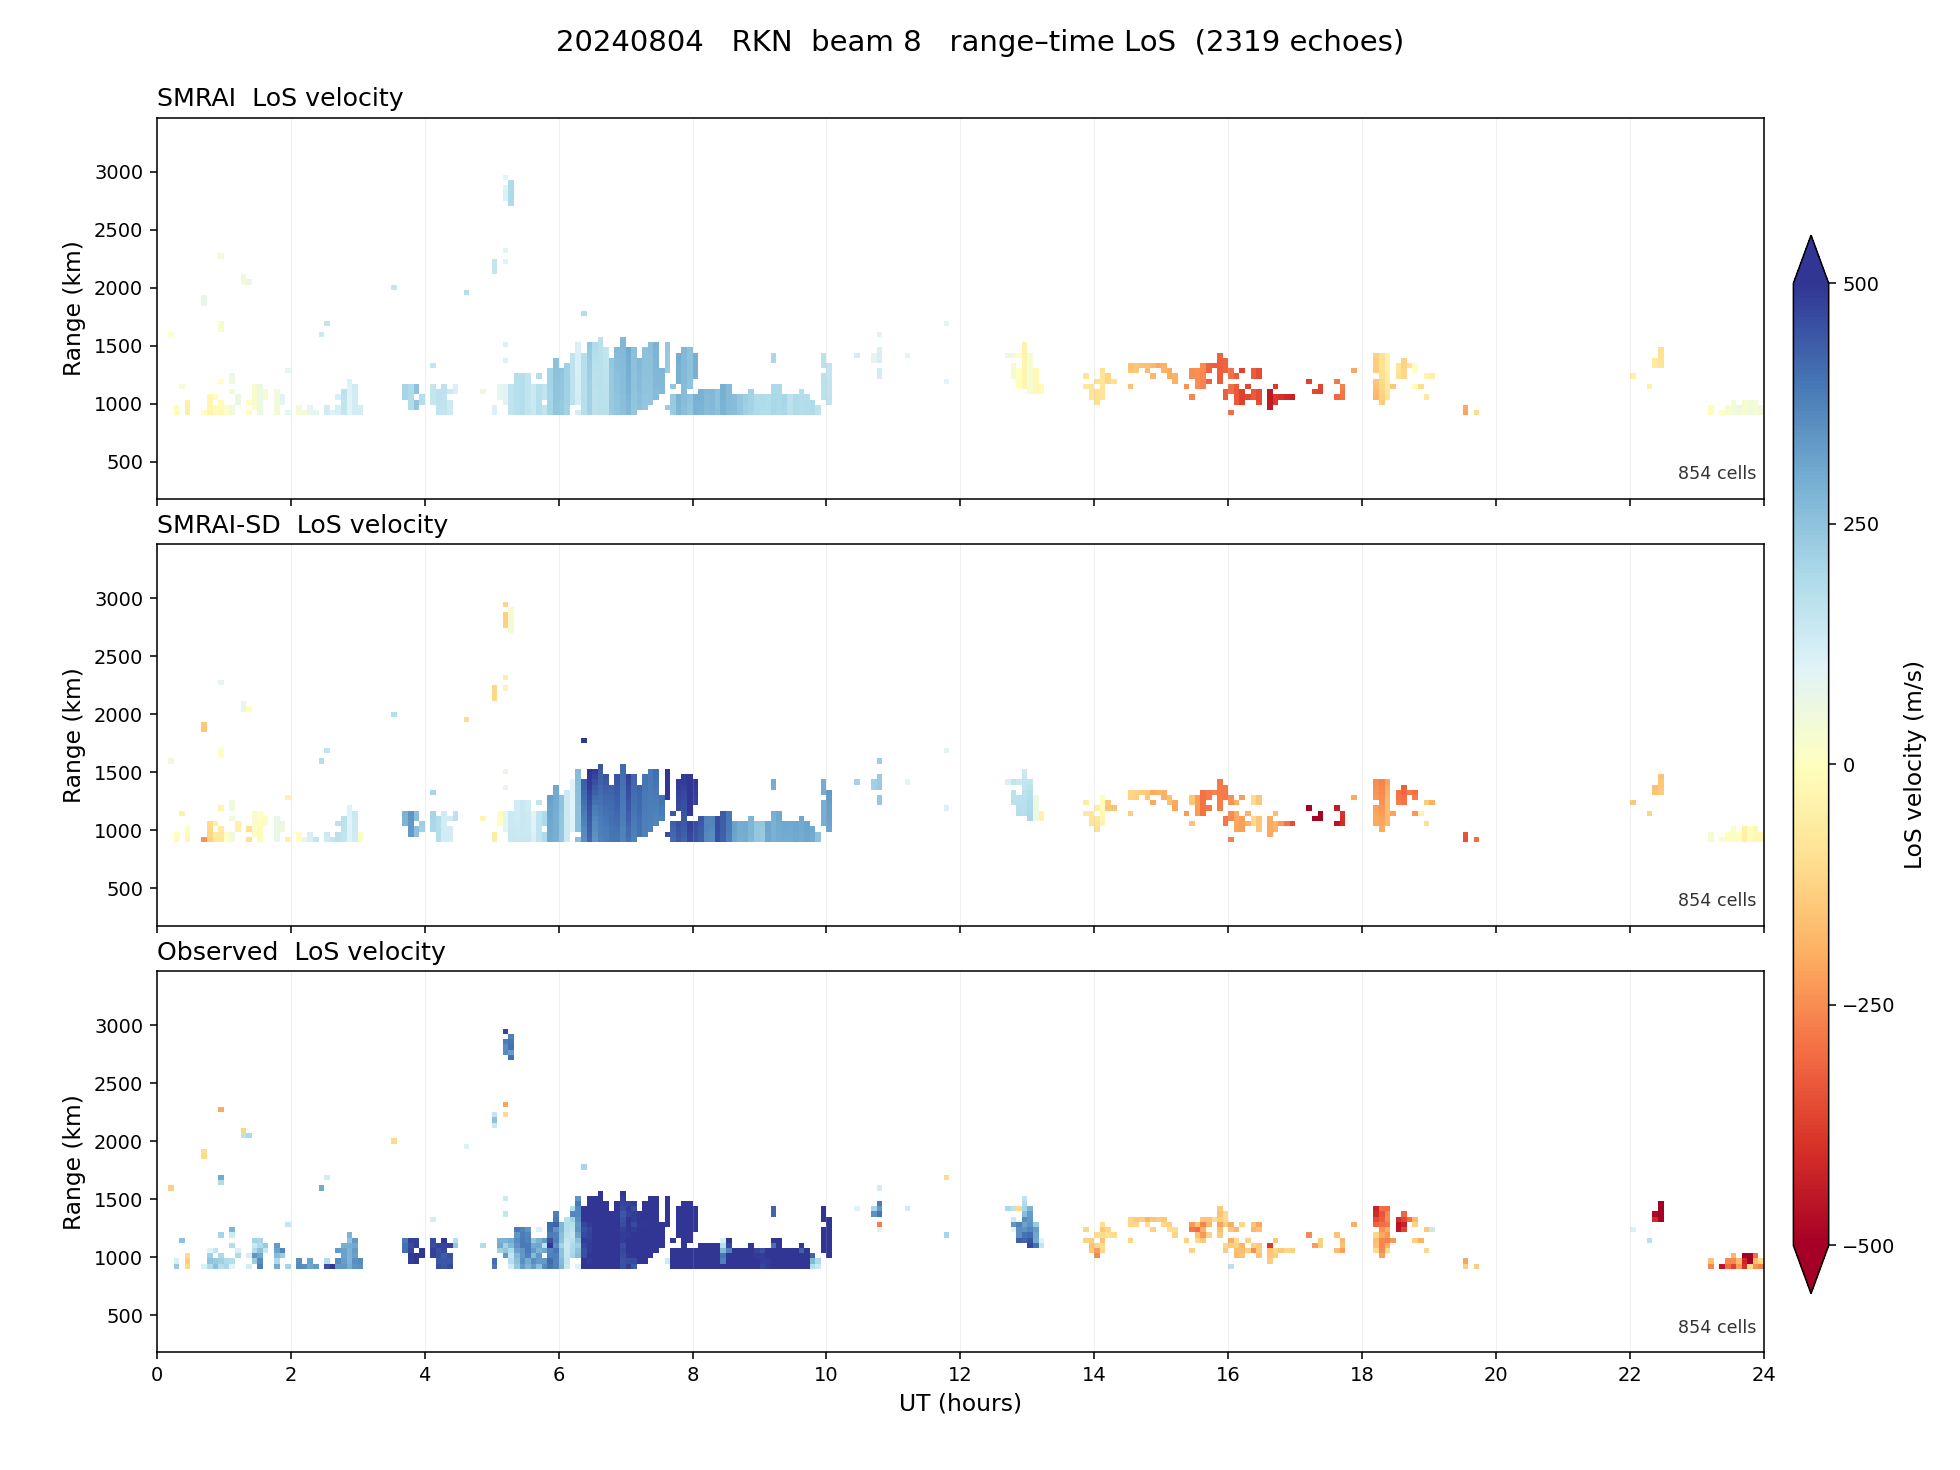 20240804   RKN  beam 8   range–time LoS  (2319 echoes)
SMRAI  LoS velocity
Range (km)
3000
2500
2000
1500
1000
500
854 cells
SMRAI-SD  LoS velocity
Range (km)
3000
2500
2000
1500
1000
500
854 cells
Observed  LoS velocity
Range (km)
3000
2500
2000
1500
1000
500
854 cells
0 2 4 6 8 10 12 14 16 18 20 22 24
UT (hours)
500
250
0
−250
−500
LoS velocity (m/s)